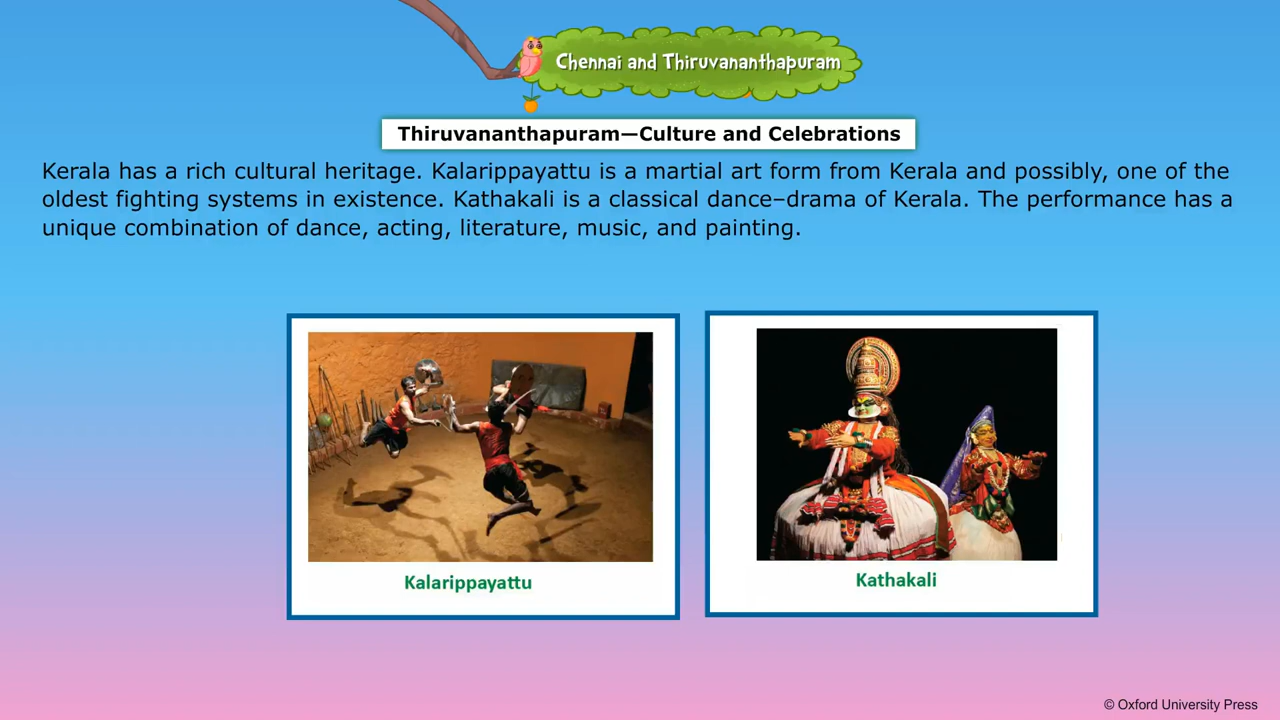 Chennai and Thiruvananthapuram
Thiruvananthapuram—Culture and Celebrations
Kerala has a rich cultural heritage. Kalarippayattu is a martial art form from Kerala and possibly, one of the
oldest fighting systems in existence. Kathakali is a classical dance–drama of Kerala. The performance has a
unique combination of dance, acting, literature, music, and painting.
Kalarippayattu
Kathakali
© Oxford University Press